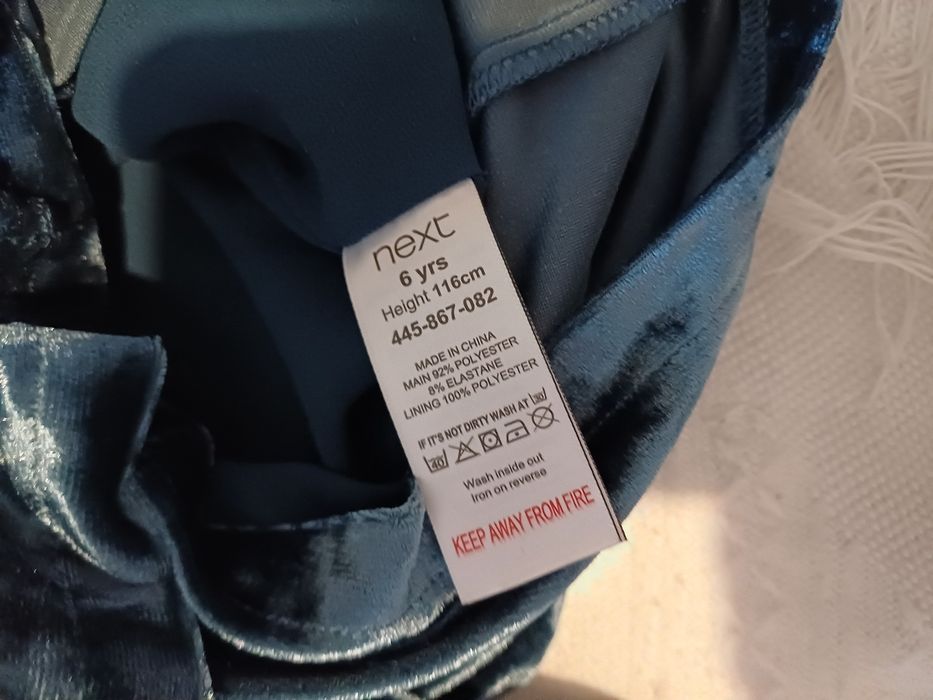 next
6 yrs
Height 116cm
445-867-082
MADE IN CHINA
MAIN 92% POLYESTER
8% ELASTANE
LINING 100% POLYESTER
IF IT'S NOT DIRTY WASH AT 30
40
Wash inside out
Iron on reverse
KEEP AWAY FROM FIRE